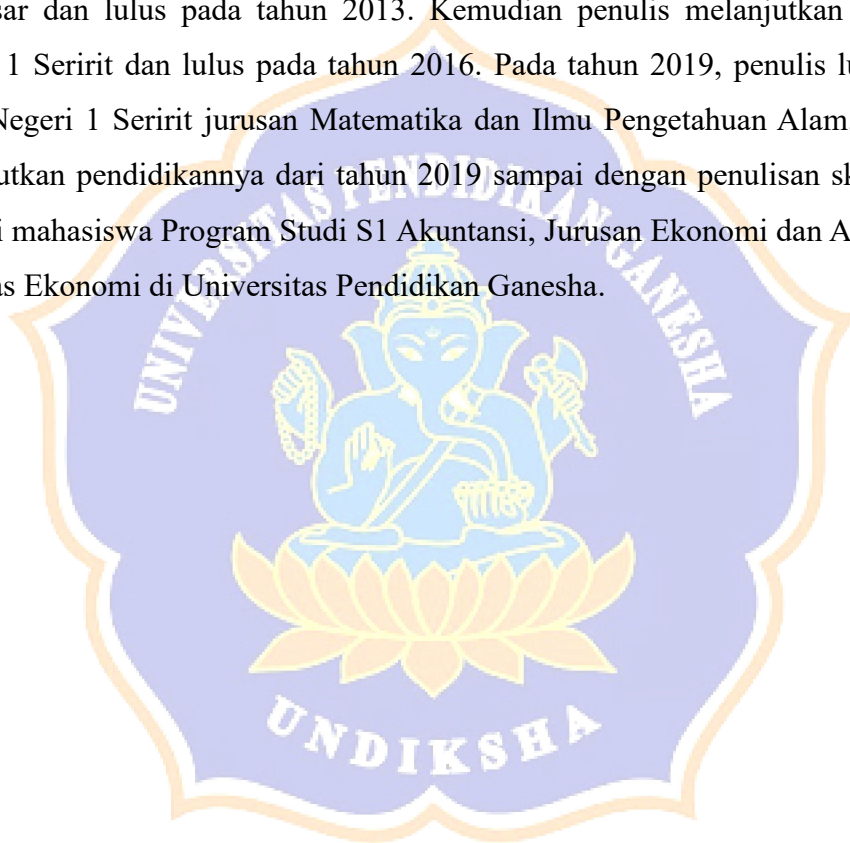 sar dan lulus pada tahun 2013. Kemudian penulis melanjutkan
1 Seririt dan lulus pada tahun 2016. Pada tahun 2019, penulis lu
Negeri 1 Seririt jurusan Matematika dan Ilmu Pengetahuan Alam.
utkan pendidikannya dari tahun 2019 sampai dengan penulisan sk
i mahasiswa Program Studi S1 Akuntansi, Jurusan Ekonomi dan A
as Ekonomi di Universitas Pendidikan Ganesha.
UNIVERSITAS PENDIDIKAN GANESHA
UNDIKSHA